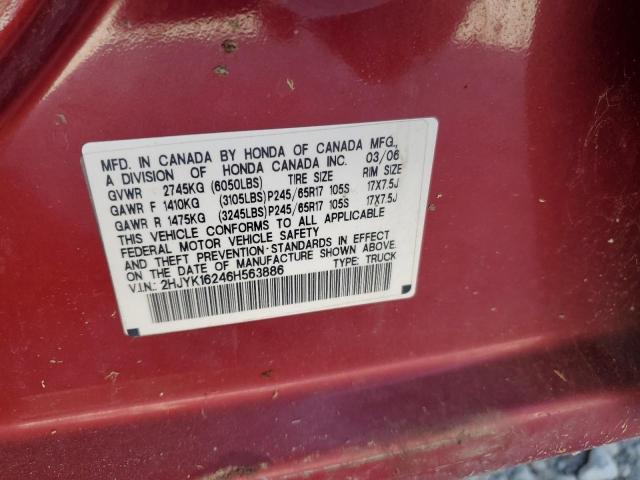 MFD. IN CANADA BY HONDA OF CANADA MFG.,
A DIVISION OF HONDA CANADA INC. 03/06
GVWR 2745KG (6050LBS) TIRE SIZE RIM SIZE
GAWR F 1410KG (3105LBS)P245/65R17 105S 17X7.5J
GAWR R 1475KG (3245LBS)P245/65R17 105S 17X7.5J
THIS VEHICLE CONFORMS TO ALL APPLICABLE
FEDERAL MOTOR VEHICLE SAFETY
AND THEFT PREVENTION STANDARDS IN EFFECT
ON THE DATE OF MANUFACTURE SHOWN ABOVE.
V.I.N.: 2HJYK16246H563886 TYPE: TRUCK